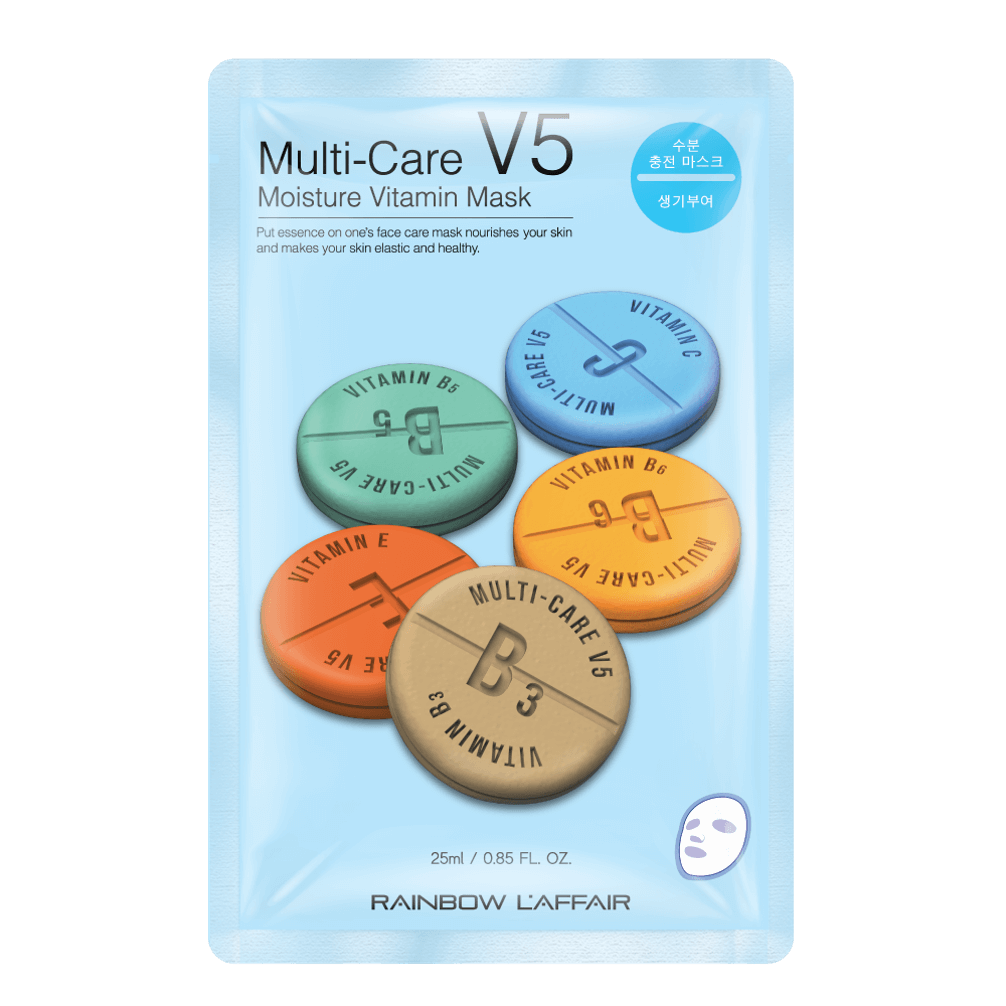 Multi-Care V5
Moisture Vitamin Mask
Put essence on one's face care mask nourishes your skin
and makes your skin elastic and healthy.
수분
충전 마스크
생기부여
VITAMIN C
C
MULTI-CARE V5
VITAMIN B5
B5
MULTI-CARE V5
VITAMIN B6
B6
MULTI-CARE V5
VITAMIN E
E
RE V5
MULTI-CARE V5
B3
VITAMIN B3
25ml / 0.85 FL. OZ.
RAINBOW L'AFFAIR